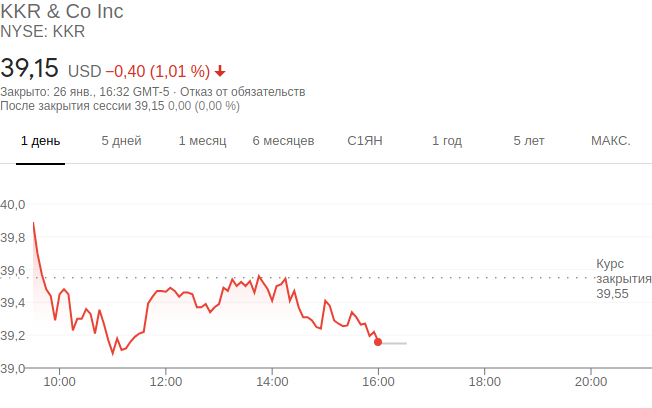 KKR & Co Inc
NYSE: KKR
39,15 USD −0,40 (1,01 %)
Закрыто: 26 янв., 16:32 GMT-5 · Отказ от обязательств
После закрытия сессии 39,15 0,00 (0,00 %)
1 день 5 дней 1 месяц 6 месяцев С1ЯН 1 год 5 лет МАКС.
40,0
39,8
39,6
39,4
39,2
39,0
Курс
закрытия
39,55
10:00 12:00 14:00 16:00 18:00 20:00